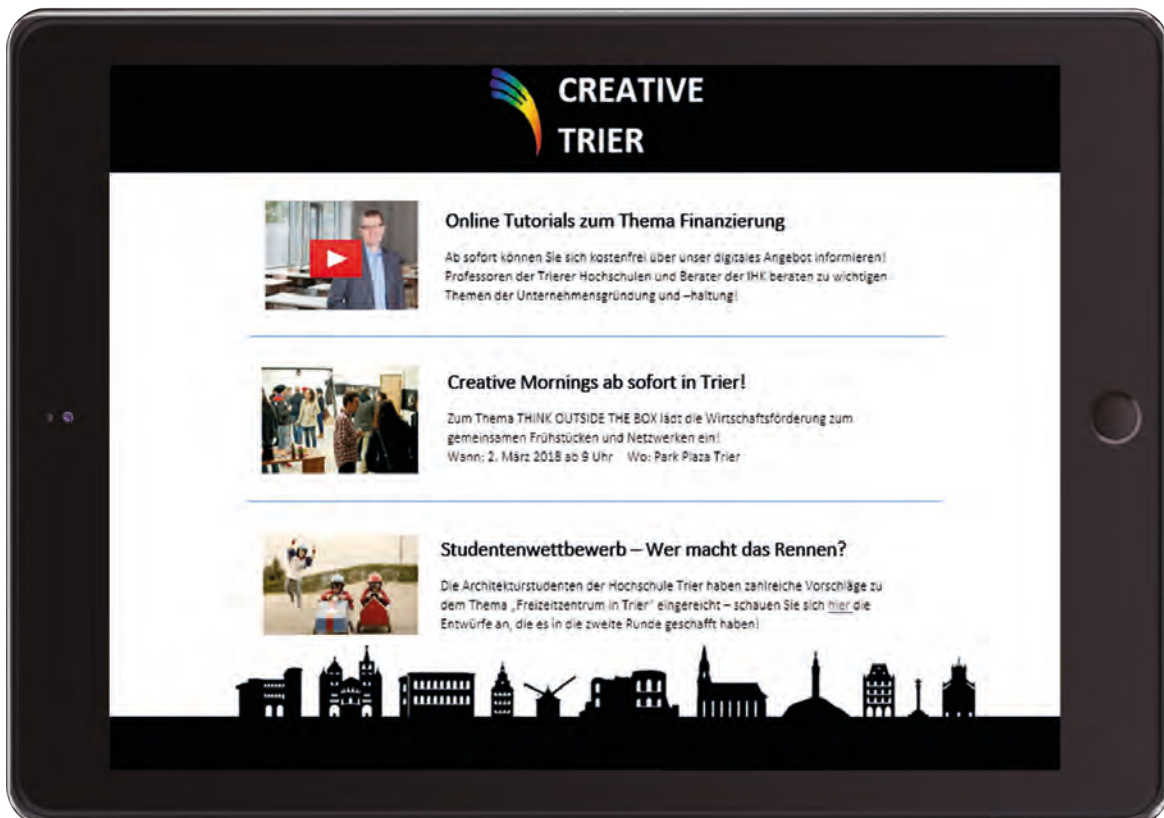 CREATIVE
TRIER
Online Tutorials zum Thema Finanzierung
Ab sofort können Sie sich kostenfrei über unser digitales Angebot informieren!
Professoren der Trierer Hochschulen und Berater der IHK beraten zu wichtigen
Themen der Unternehmensgründung und –haltung!
Creative Mornings ab sofort in Trier!
Zum Thema THINK OUTSIDE THE BOX lädt die Wirtschaftsförderung zum
gemeinsamen Frühstücken und Netzwerken ein!
Wann: 2. März 2018 ab 9 Uhr Wo: Park Plaza Trier
Studentenwettbewerb – Wer macht das Rennen?
Die Architekturstudenten der Hochschule Trier haben zahlreiche Vorschläge zu
dem Thema „Freizeitzentrum in Trier“ eingereicht – schauen Sie sich hier die
Entwürfe an, die es in die zweite Runde geschafft haben!